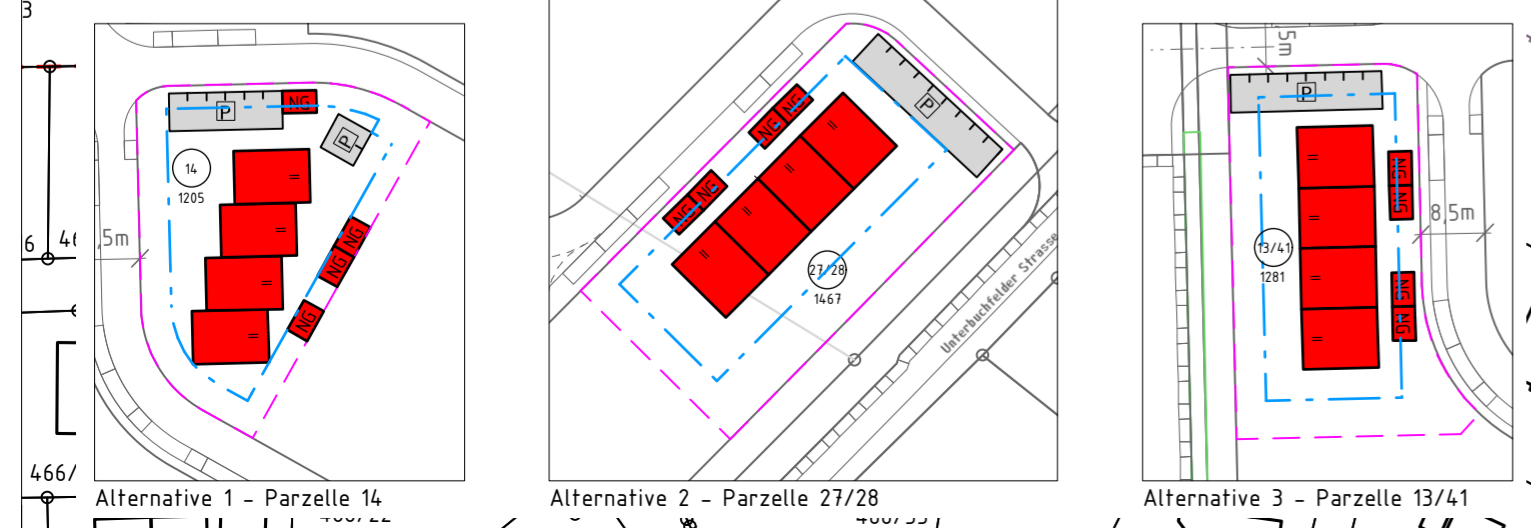 3
6
466/
,5m
P
NG
P
14
1205
NG
NG
NG
Alternative 1 - Parzelle 14
P
NG
NG
NG
NG
27/28
1467
Unterbuchfelder Strasse
Alternative 2 - Parzelle 27/28
,5m
P
NG
NG
13/41
1281
8,5m
NG
NG
Alternative 3 - Parzelle 13/41